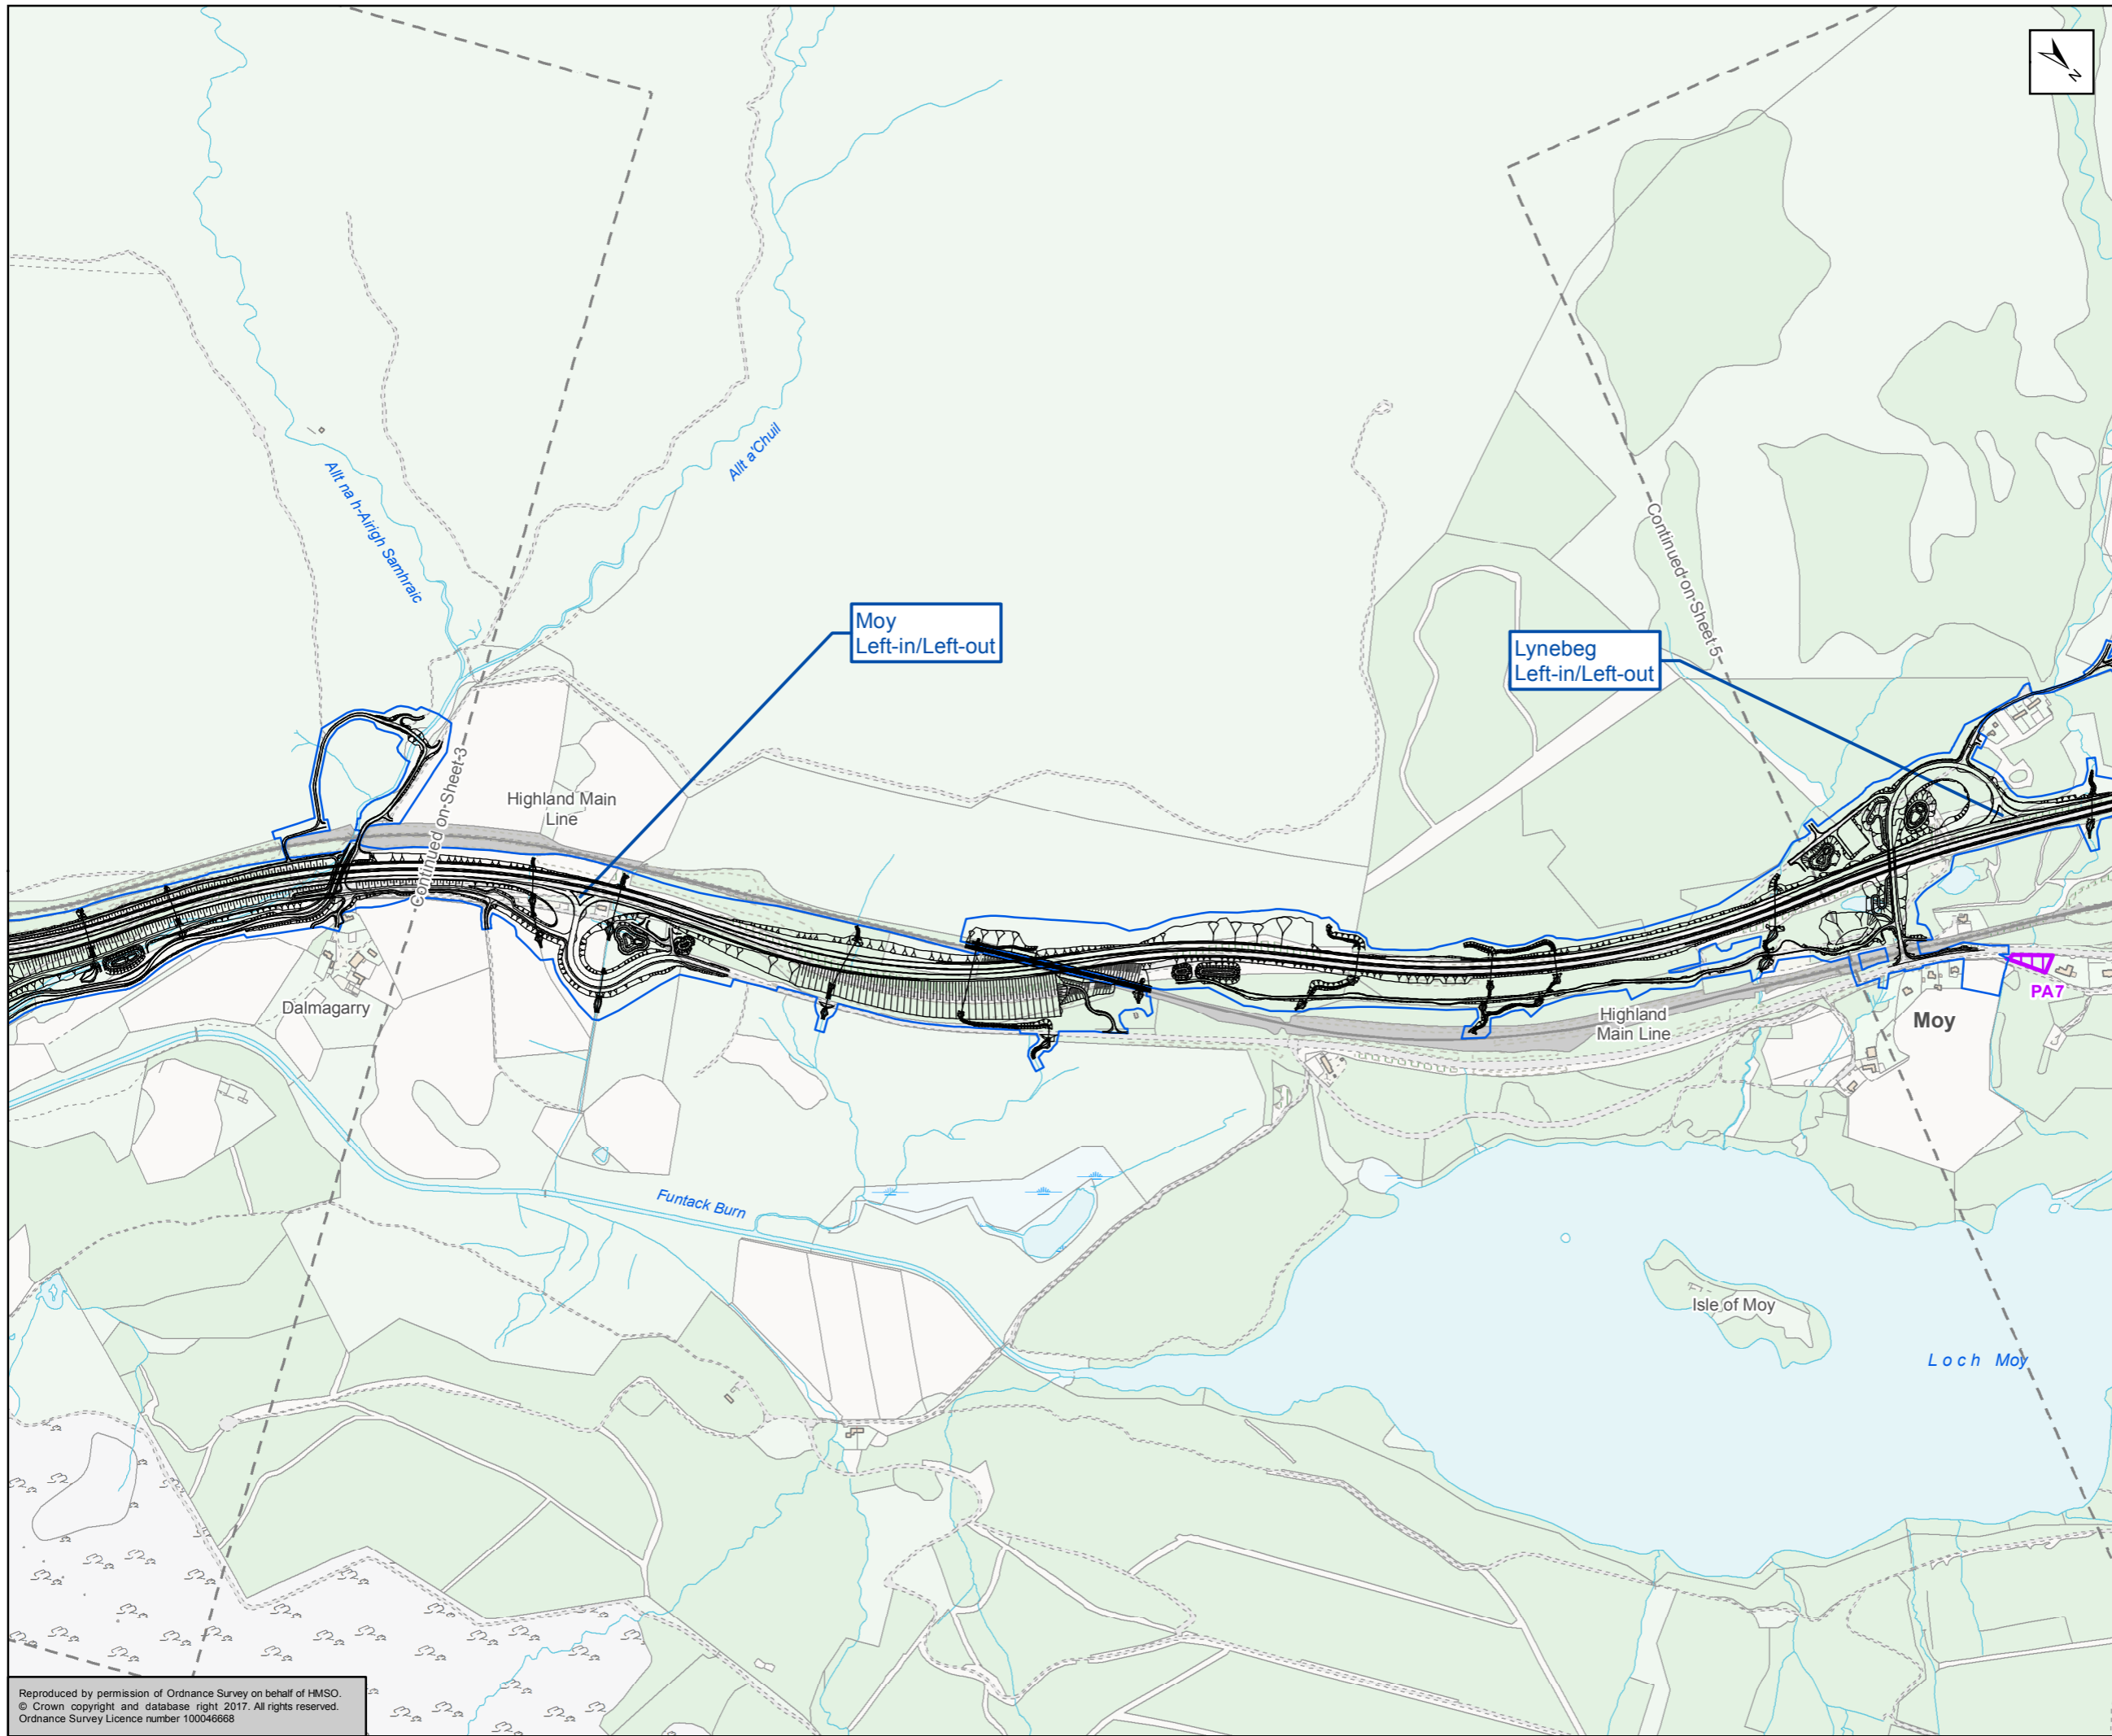 N
Allt na h-Airigh Samhraic
Allt a'Chuil
Continued on Sheet 5
Moy
Left-in/Left-out
Lynebeg
Left-in/Left-out
Continued on Sheet 3
Highland Main
Line
Dalmagarry
PA7
Highland
Main Line
Moy
Funtack Burn
Isle of Moy
Loch Moy
Reproduced by permission of Ordnance Survey on behalf of HMSO.
© Crown copyright and database right 2017. All rights reserved.
Ordnance Survey Licence number 100046668